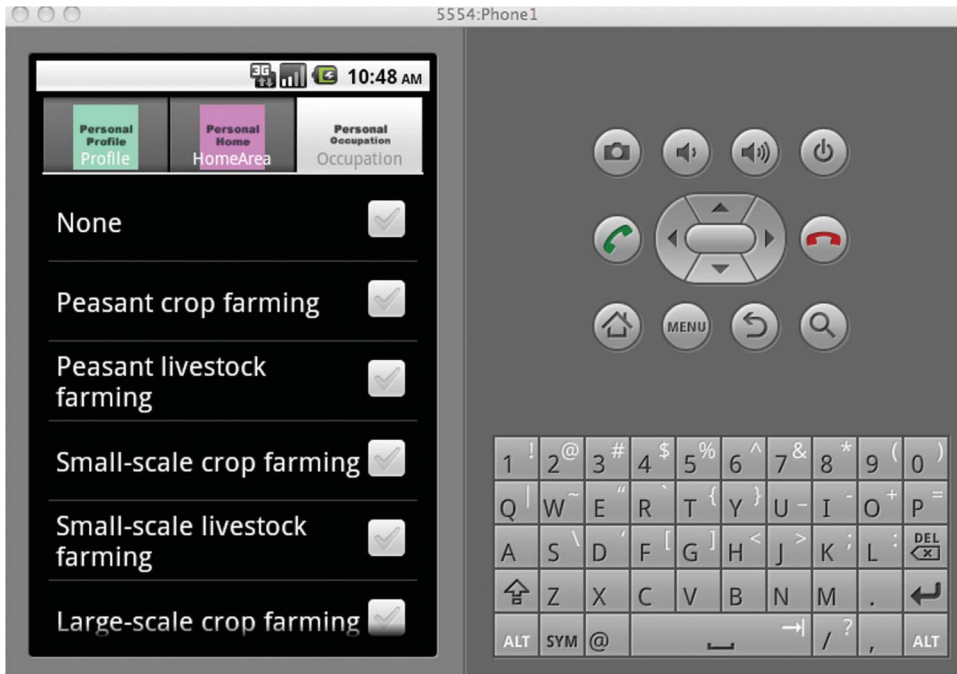 5554:Phone1
3G
10:48 AM
Personal
Profile
Profile
Personal
Home
HomeArea
Personal
Occupation
Occupation
None
Peasant crop farming
Peasant livestock
farming
Small-scale crop farming
Small-scale livestock
farming
Large-scale crop farming
MENU
1 ! 2 @ 3 # 4 $ 5 % 6 ^ 7 & 8 * 9 ( 0 )
Q | W ~ E " R ` T { Y } U _ I - O + P =
A S \ D ' F [ G ] H < J > K ; L : DEL
Z X C V B N M .
ALT SYM @ / ? , ALT